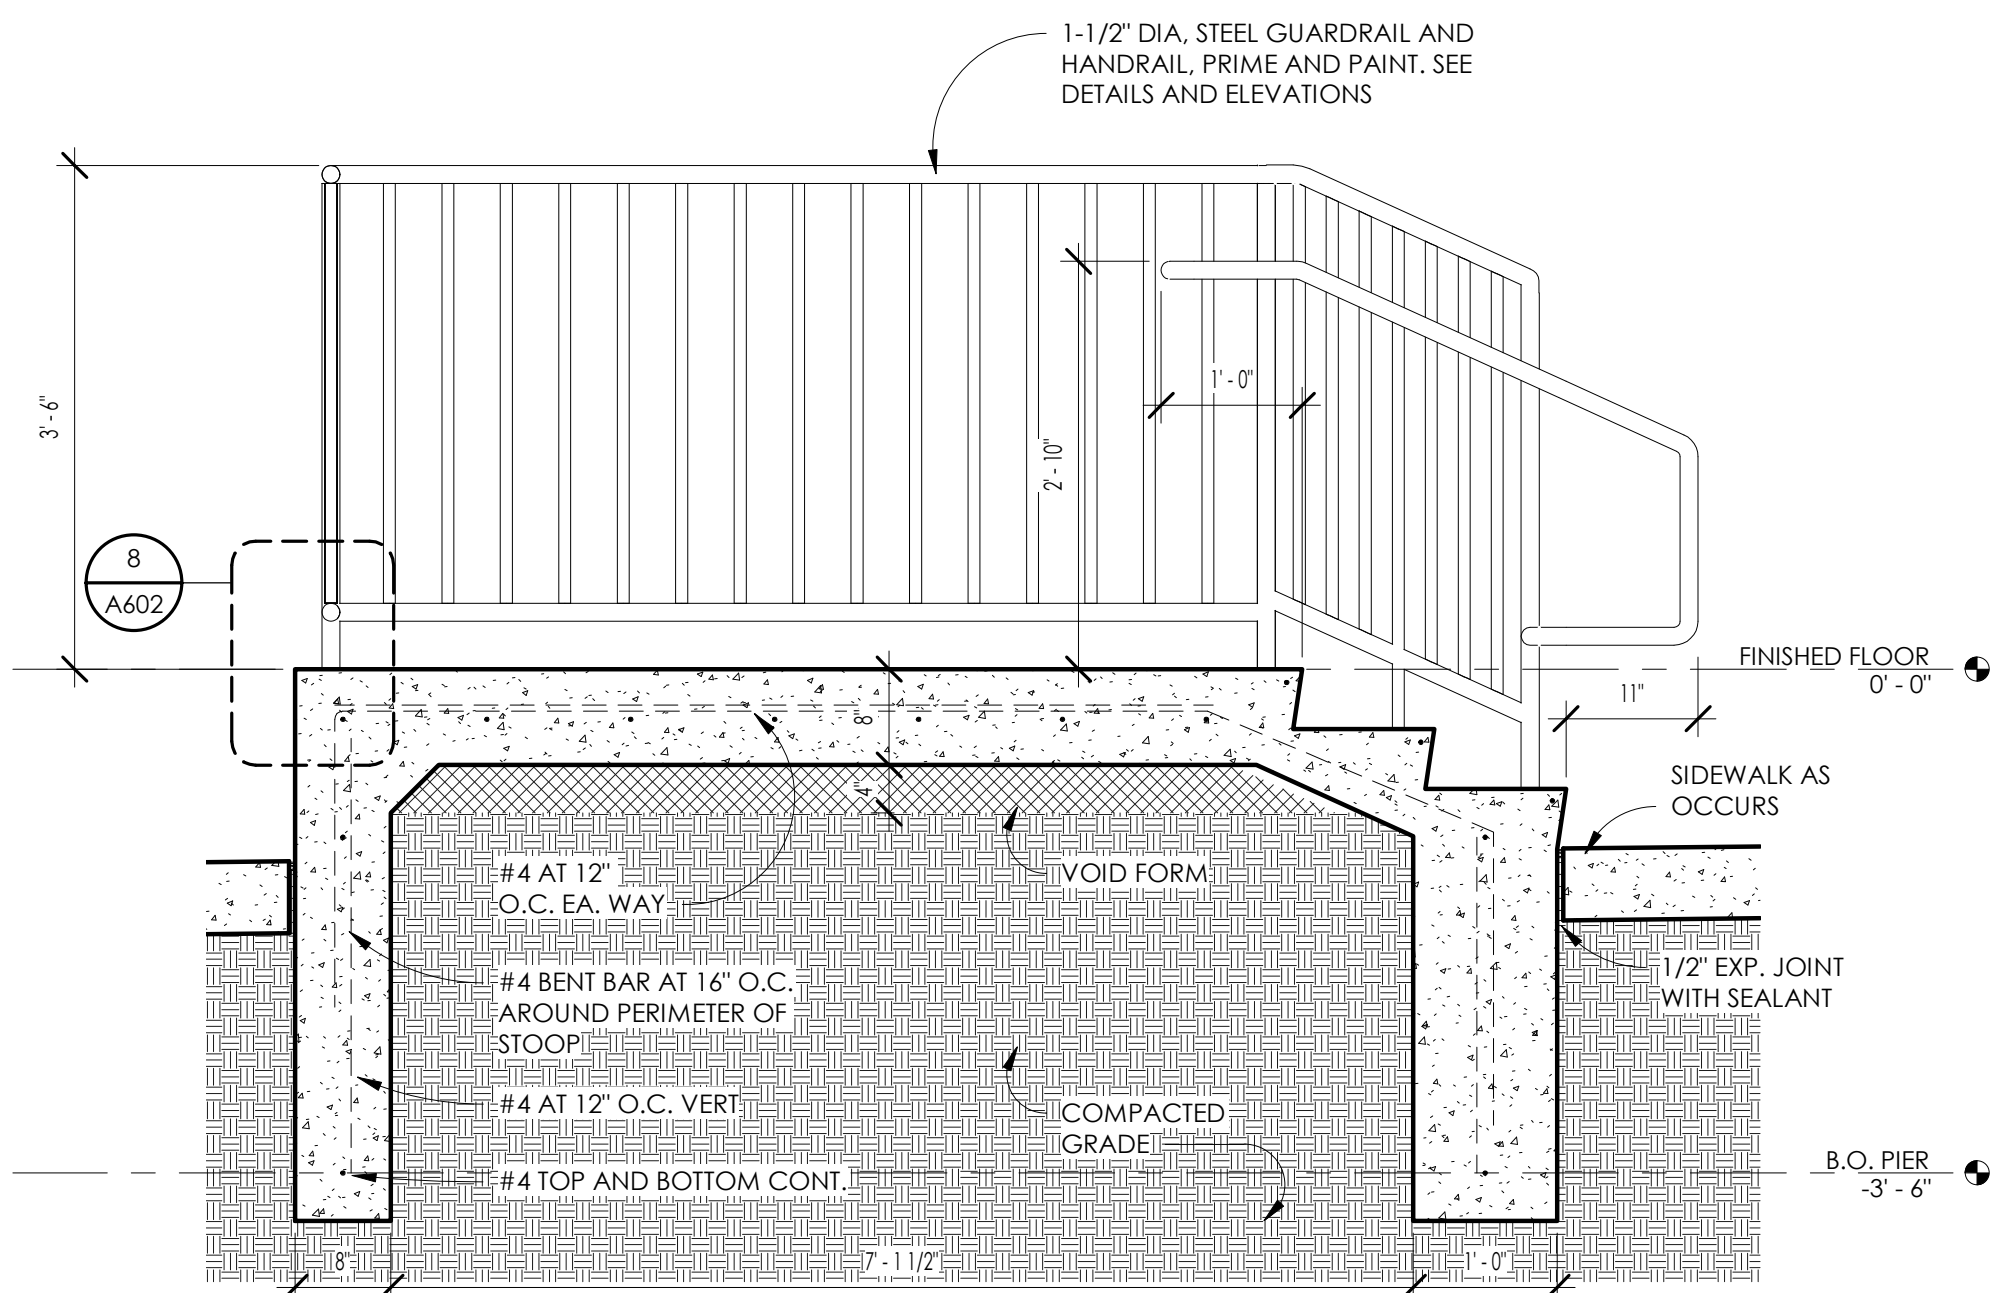 1-1/2" DIA, STEEL GUARDRAIL AND
HANDRAIL, PRIME AND PAINT. SEE
DETAILS AND ELEVATIONS
3' - 6"
1' - 0"
2' - 10"
8
A602
FINISHED FLOOR
0' - 0"
11"
8"
4"
SIDEWALK AS
OCCURS
#4 AT 12"
O.C. EA. WAY
VOID FORM
#4 BENT BAR AT 16" O.C.
AROUND PERIMETER OF
STOOP
1/2" EXP. JOINT
WITH SEALANT
#4 AT 12" O.C. VERT
COMPACTED
GRADE
#4 TOP AND BOTTOM CONT.
B.O. PIER
-3' - 6"
8"
7' - 1 1/2"
1' - 0"